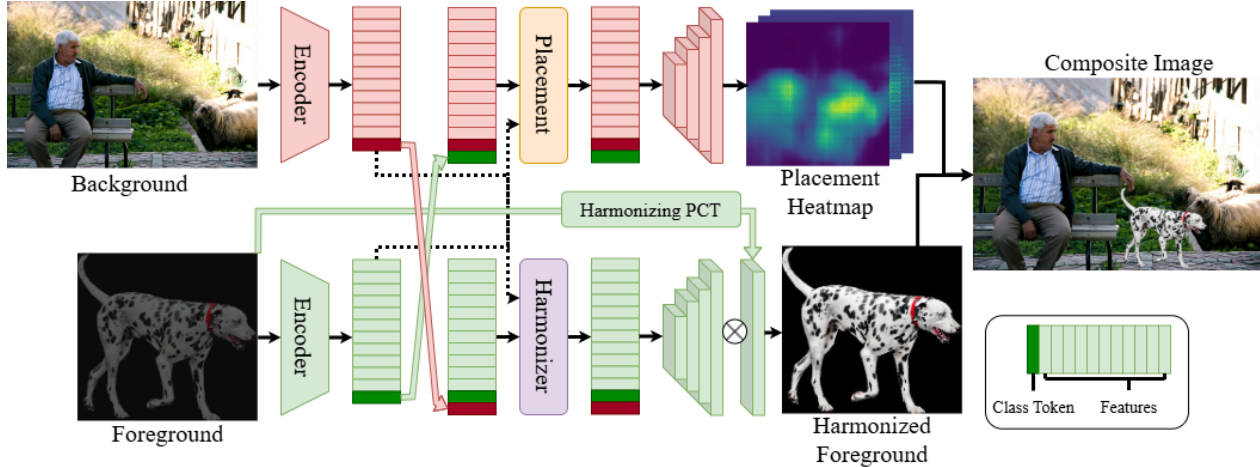 Encoder
Placement
Background
Placement
Heatmap
Composite Image
Harmonizing PCT
Encoder
Harmonizer
Foreground
Harmonized
Foreground
Class Token
Features